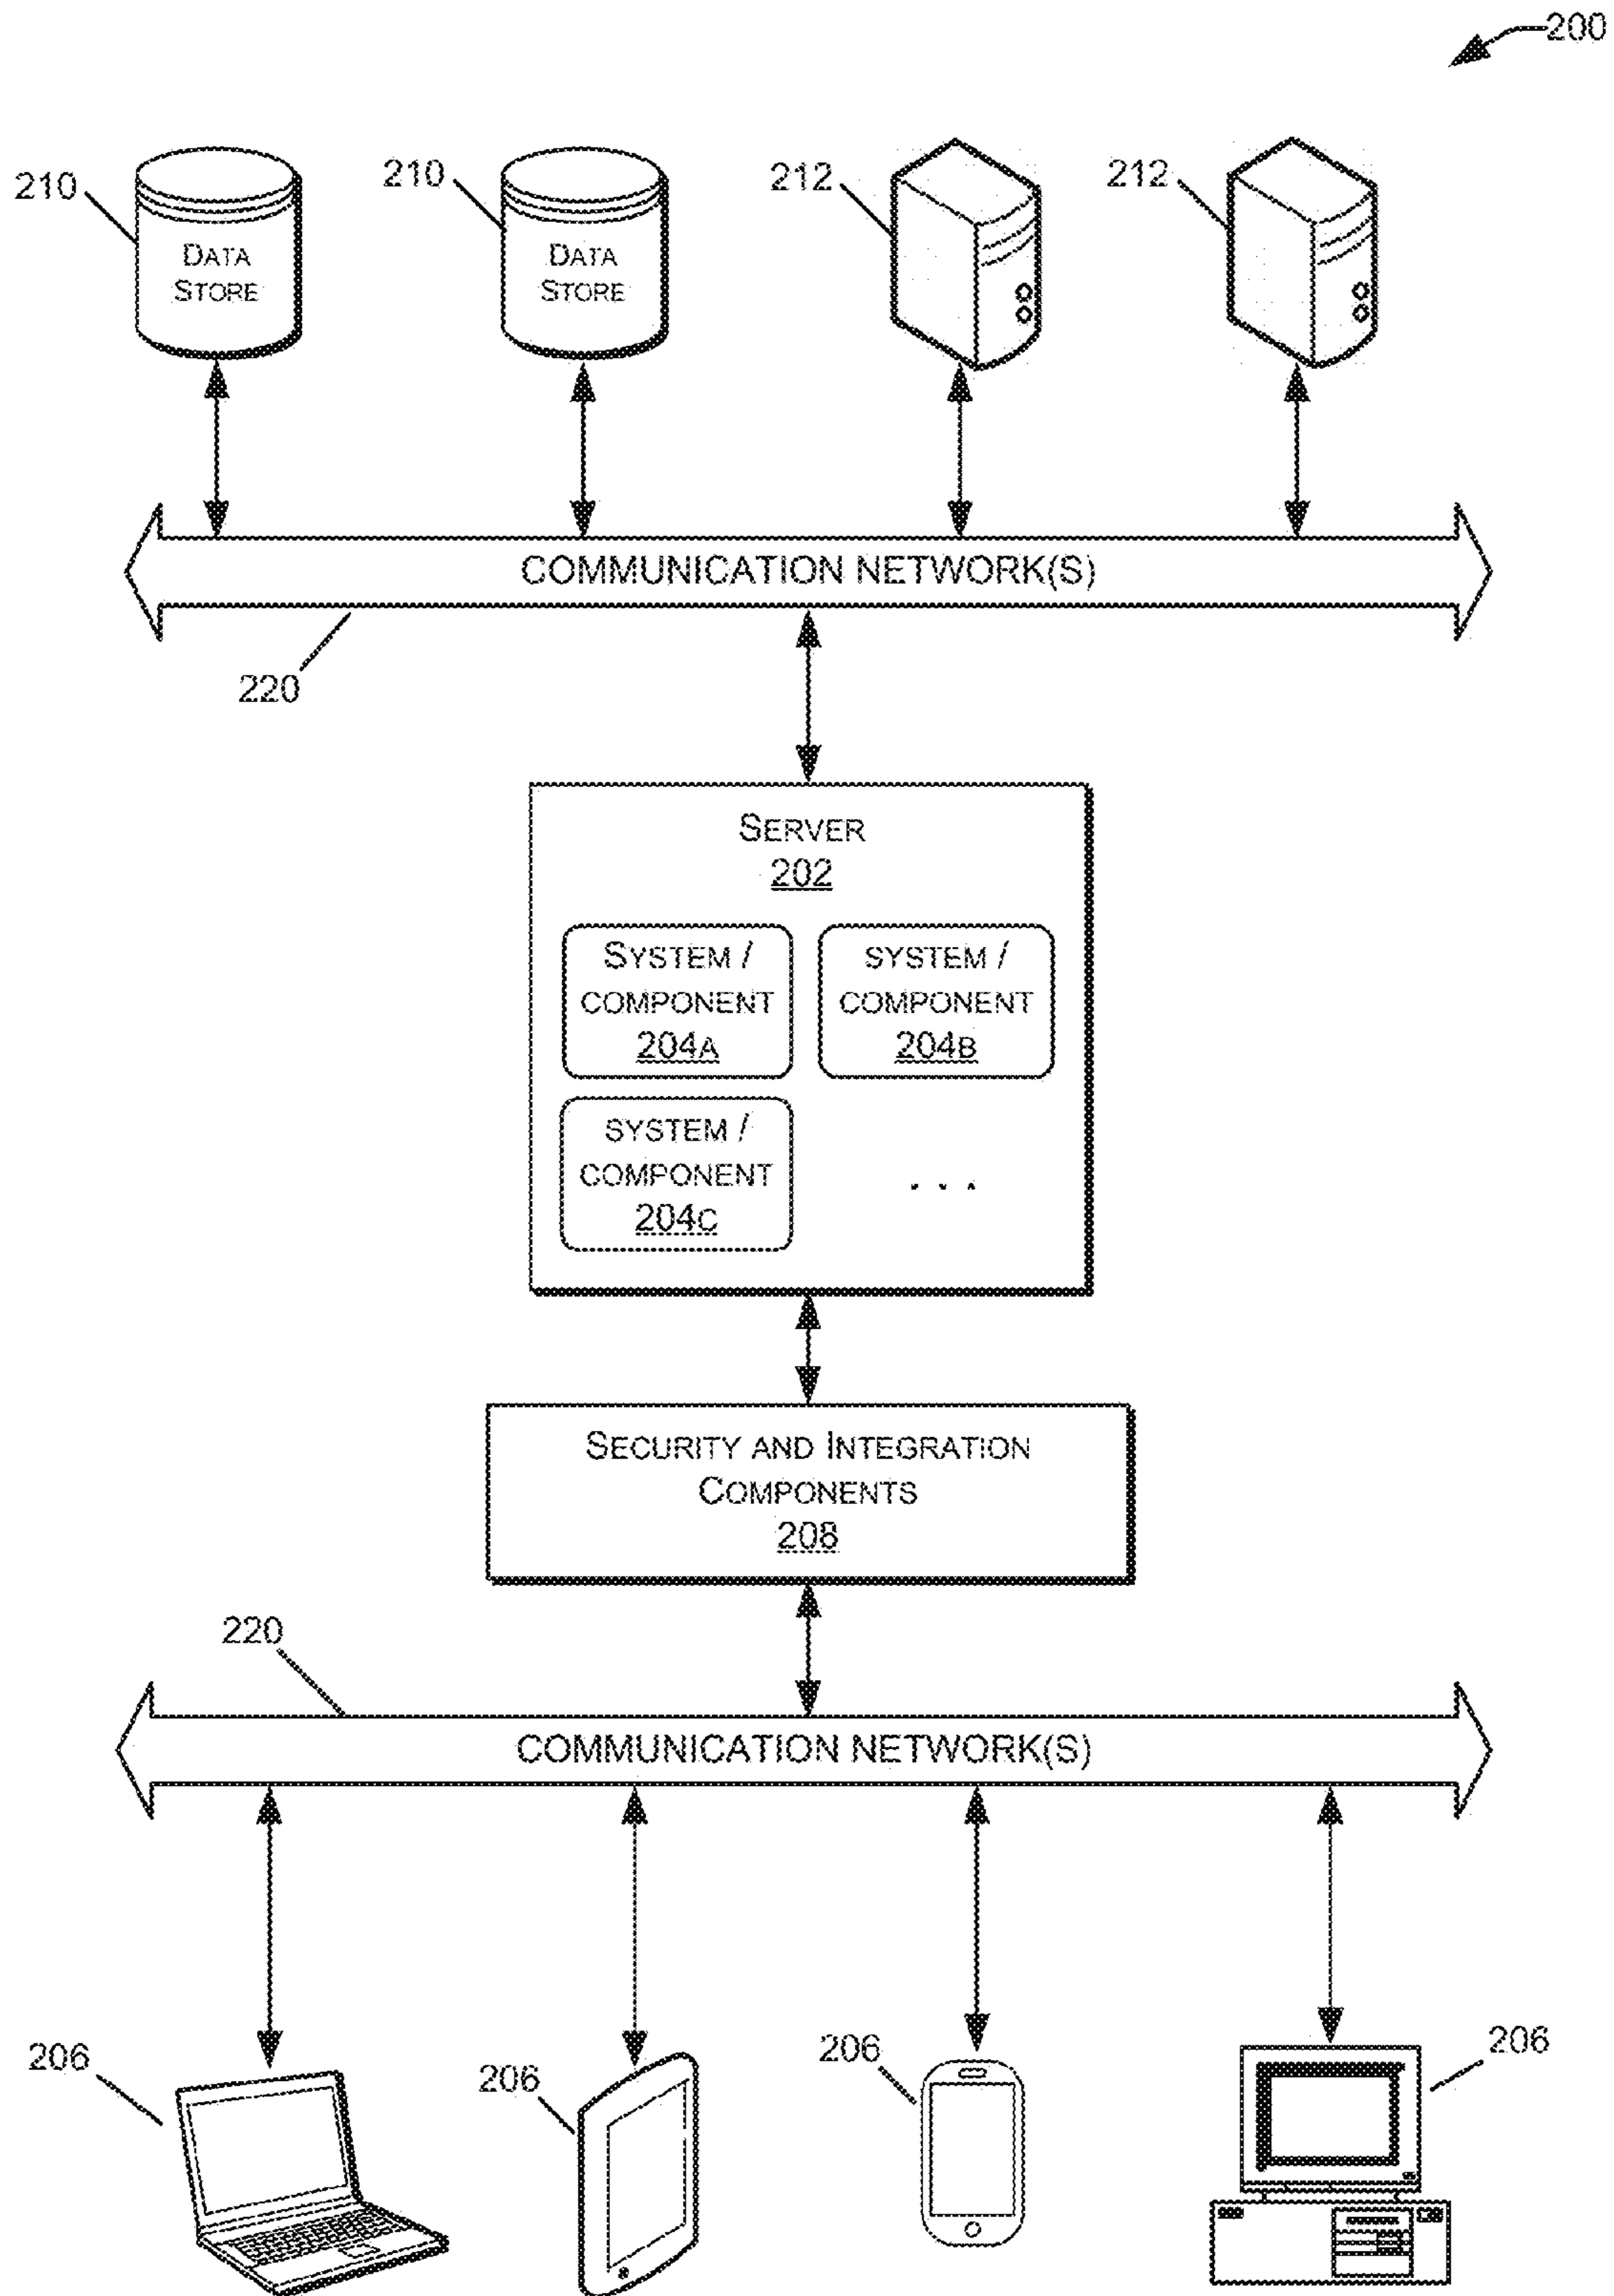 200
210
210
212
212
DATA
STORE
DATA
STORE
COMMUNICATION NETWORK(S)
220
SERVER
202
SYSTEM /
COMPONENT
204A
SYSTEM /
COMPONENT
204B
SYSTEM /
COMPONENT
204C
. . .
SECURITY AND INTEGRATION
COMPONENTS
208
220
COMMUNICATION NETWORK(S)
206
206
206
206